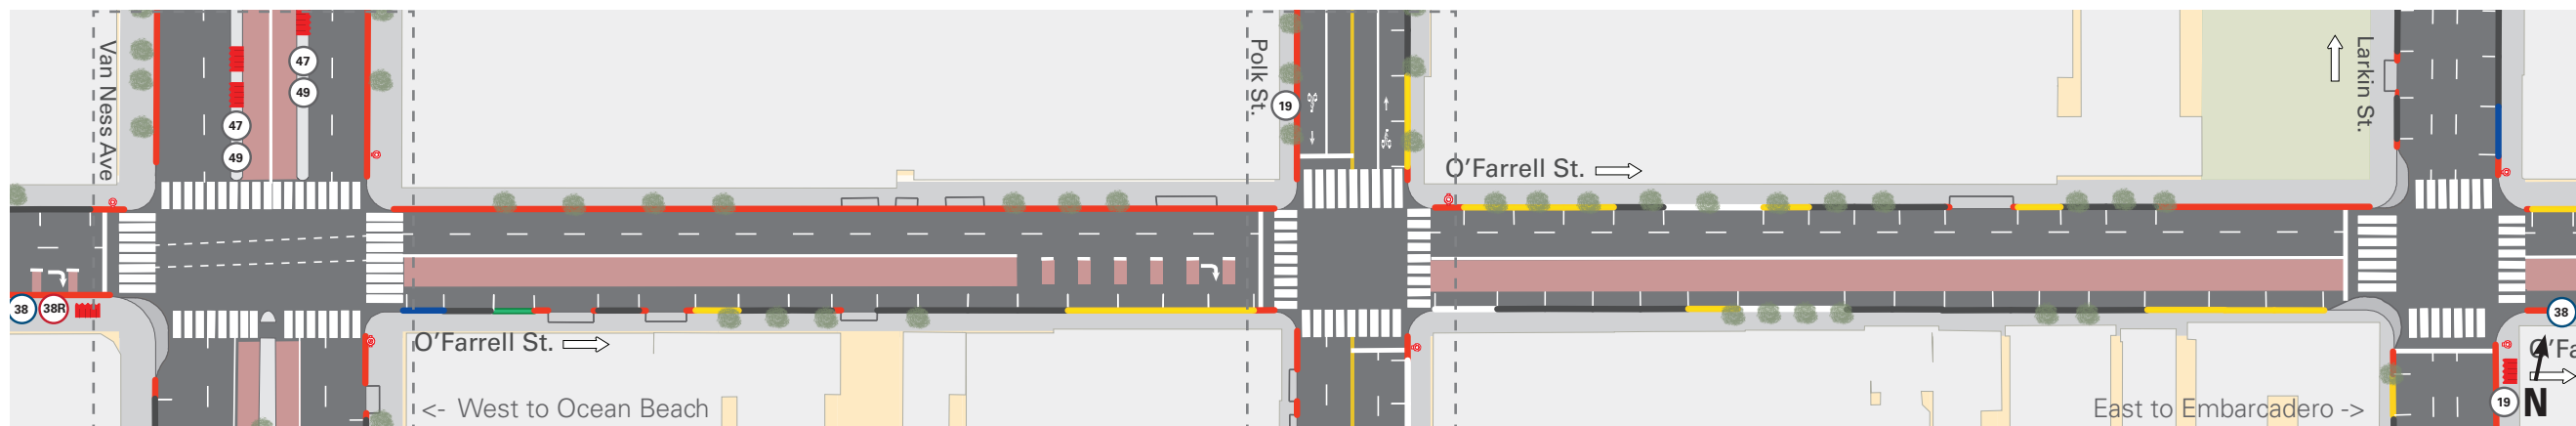 Van Ness Ave
47
49
47
49
Polk St.
19
O'Farrell St.
Larkin St.
38
38R
O'Farrell St.
<- West to Ocean Beach
East to Embarcadero ->
38
O'Fa
19
N